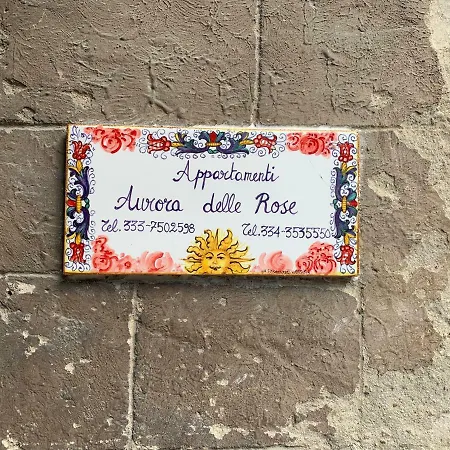 Appartamenti
Aurora delle Rose
Tel. 333-7502598 Tel. 334-3535550